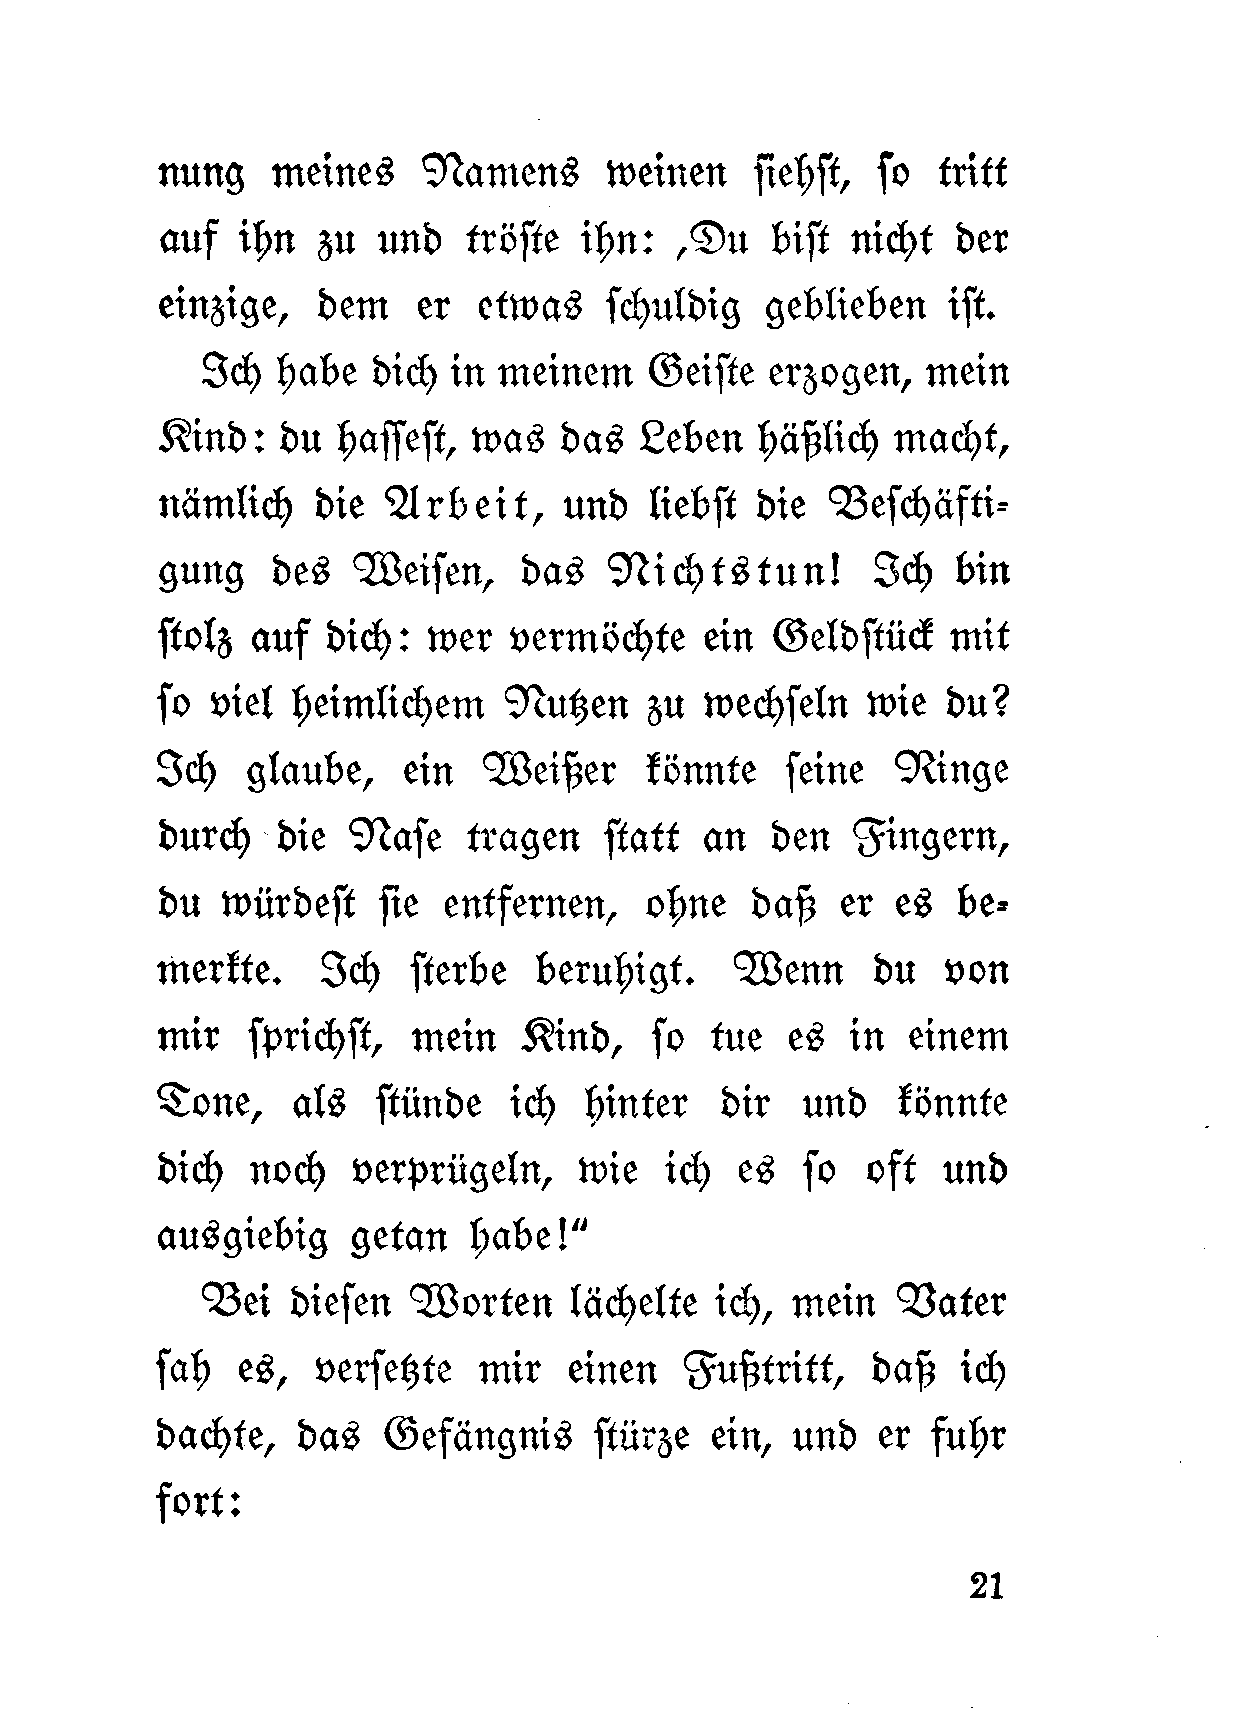 nung meines Namens weinen ſiehſt, ſo tritt
auf ihn zu und tröſte ihn: ‚Du biſt nicht der
einzige, dem er etwas ſchuldig geblieben iſt.
Ich habe dich in meinem Geiſte erzogen, mein
Kind: du haſſeſt, was das Leben häßlich macht,
nämlich die Arbeit, und liebſt die Beſchäfti-
gung des Weiſen, das Nichtstun! Ich bin
ſtolz auf dich: wer vermöchte ein Geldſtück mit
ſo viel heimlichem Nutzen zu wechſeln wie du?
Ich glaube, ein Weißer könnte ſeine Ringe
durch die Naſe tragen ſtatt an den Fingern,
du würdeſt ſie entfernen, ohne daß er es be-
merkte. Ich ſterbe beruhigt. Wenn du von
mir ſprichſt, mein Kind, ſo tue es in einem
Tone, als ſtünde ich hinter dir und könnte
dich noch verprügeln, wie ich es ſo oft und
ausgiebig getan habe!“
Bei dieſen Worten lächelte ich, mein Vater
ſah es, verſetzte mir einen Fußtritt, daß ich
dachte, das Gefängnis ſtürze ein, und er fuhr
fort:
21